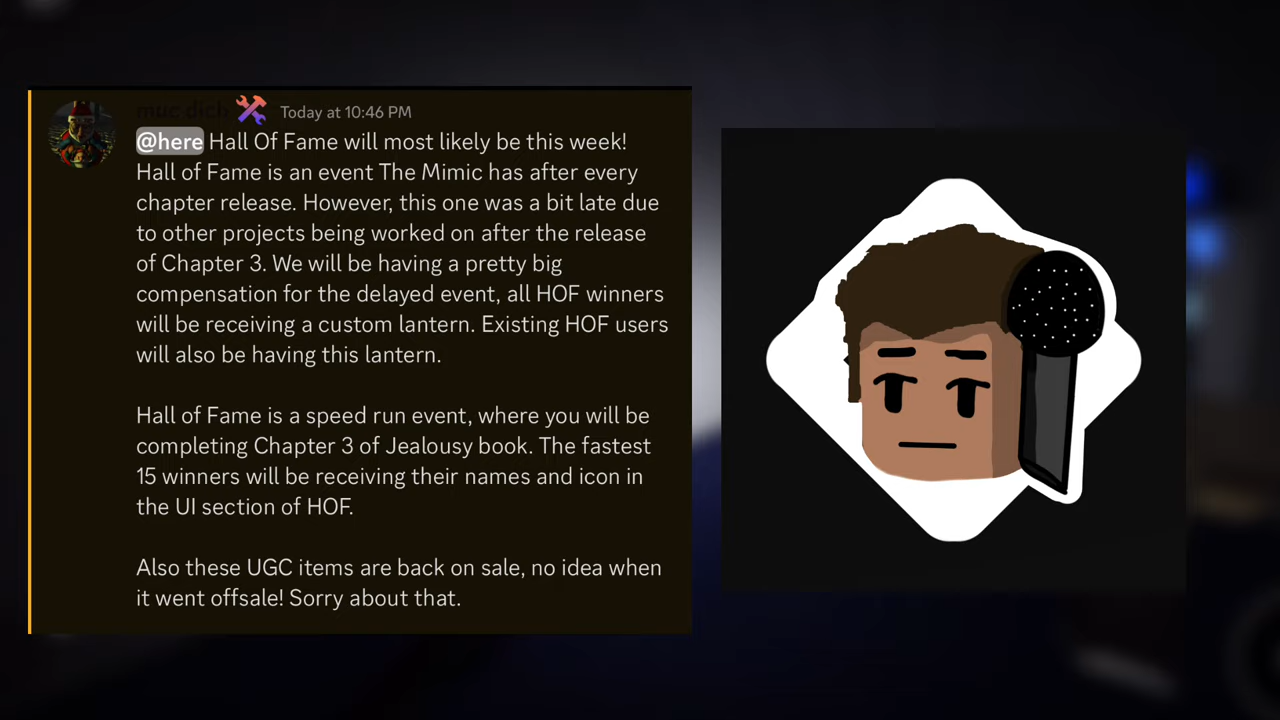 muc dich Today at 10:46 PM
@here Hall Of Fame will most likely be this week!
Hall of Fame is an event The Mimic has after every
chapter release. However, this one was a bit late due
to other projects being worked on after the release
of Chapter 3. We will be having a pretty big
compensation for the delayed event, all HOF winners
will be receiving a custom lantern. Existing HOF users
will also be having this lantern.
Hall of Fame is a speed run event, where you will be
completing Chapter 3 of Jealousy book. The fastest
15 winners will be receiving their names and icon in
the UI section of HOF.
Also these UGC items are back on sale, no idea when
it went offsale! Sorry about that.